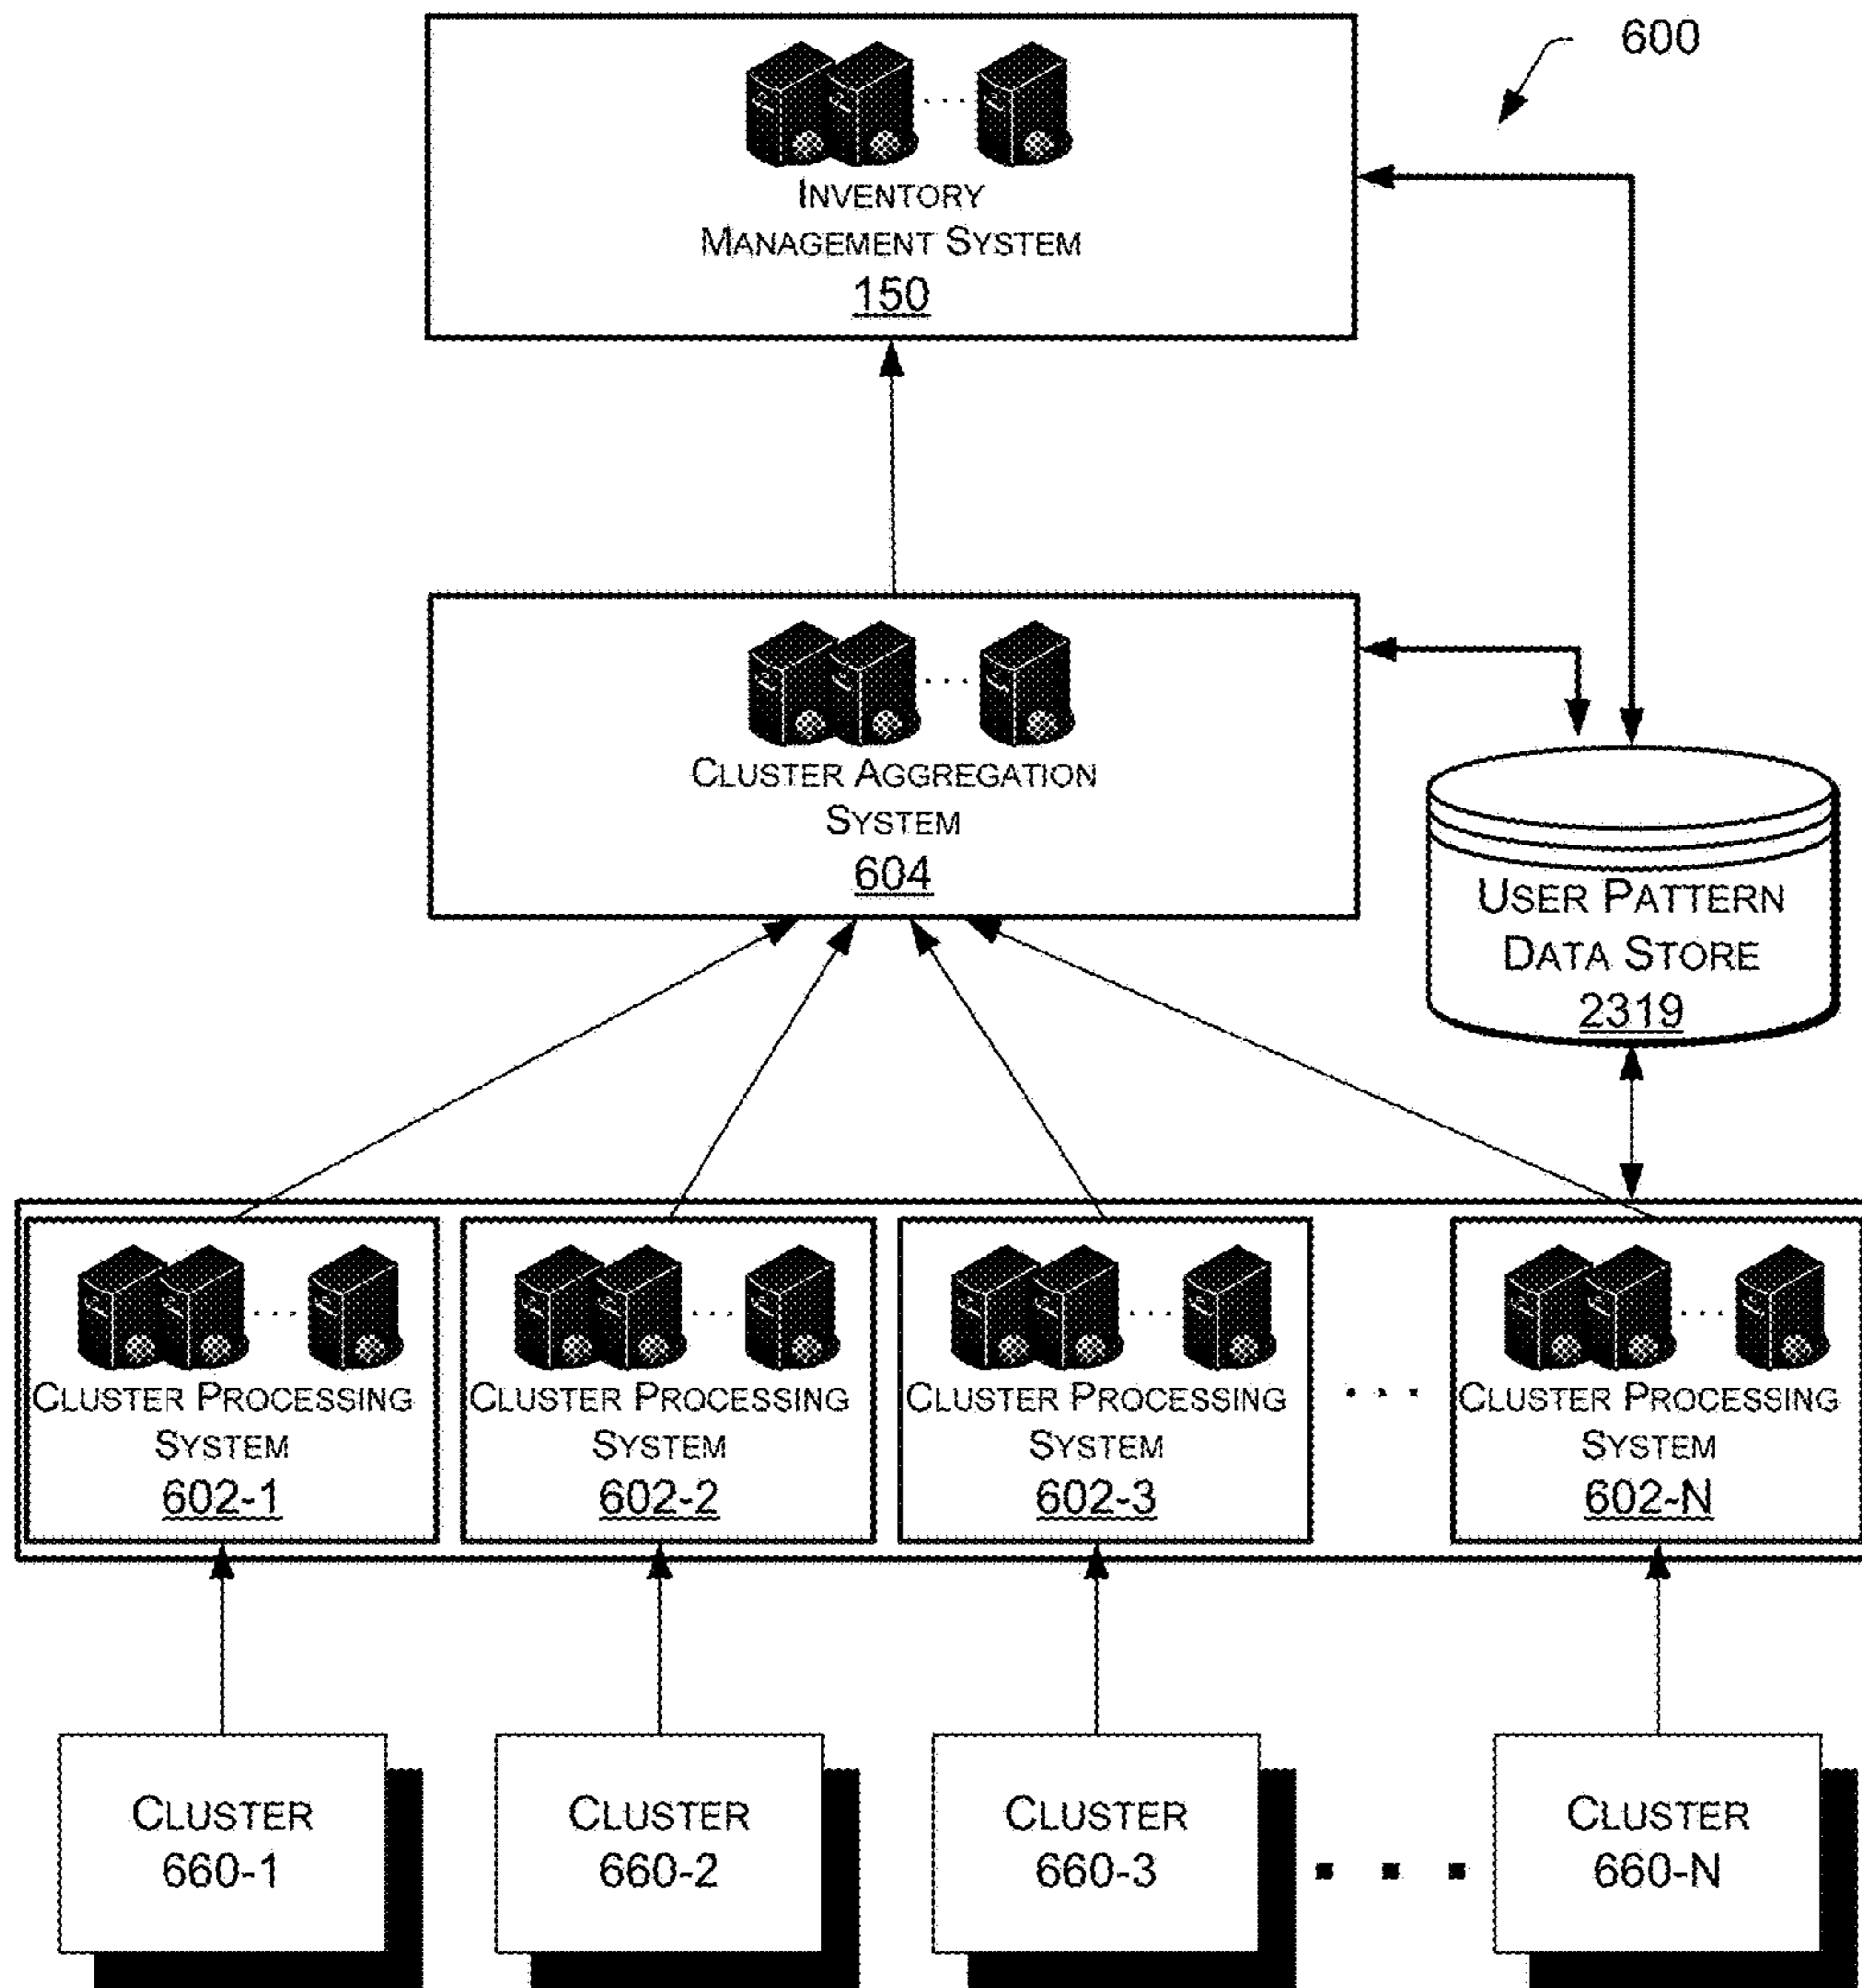 600
INVENTORY
MANAGEMENT SYSTEM
150
CLUSTER AGGREGATION
SYSTEM
604
USER PATTERN
DATA STORE
2319
CLUSTER PROCESSING
SYSTEM
602-1
CLUSTER PROCESSING
SYSTEM
602-2
CLUSTER PROCESSING
SYSTEM
602-3
CLUSTER PROCESSING
SYSTEM
602-N
CLUSTER
660-1
CLUSTER
660-2
CLUSTER
660-3
CLUSTER
660-N